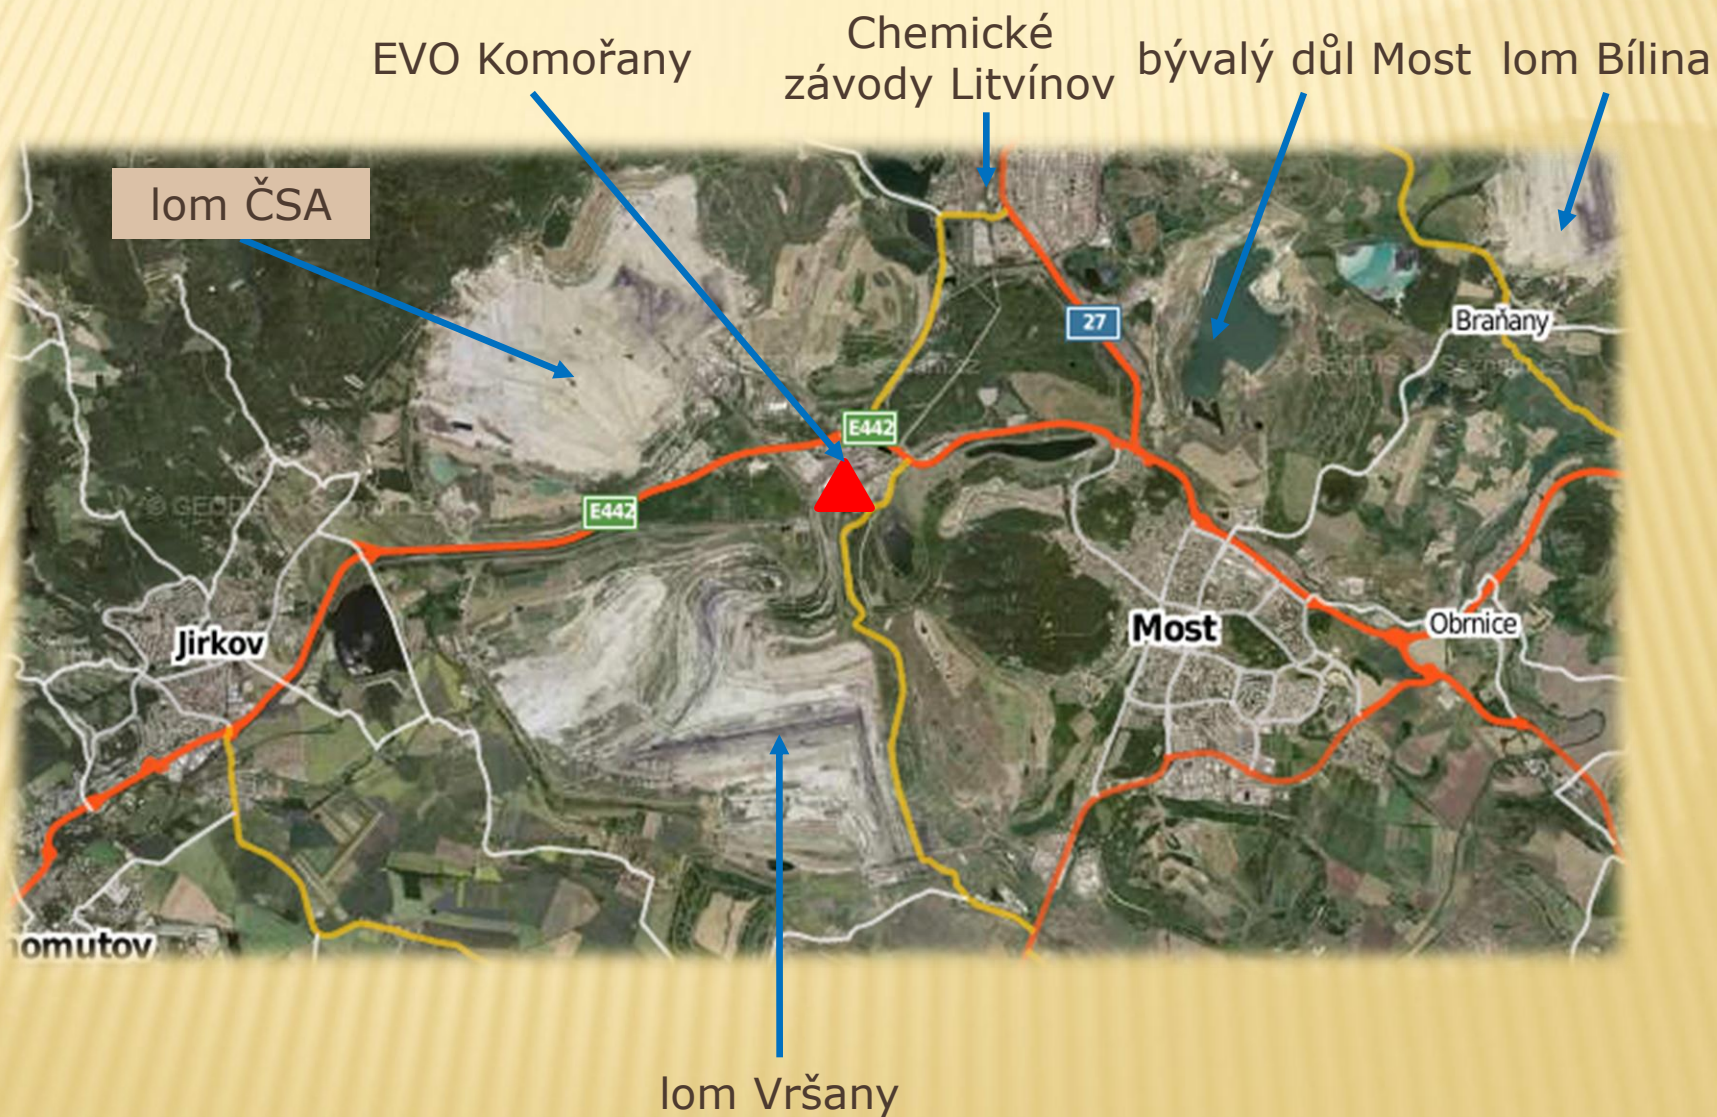 EVO Komořany
Chemické
závody Litvínov
bývalý důl Most
lom Bílina
lom ČSA
27
Braňany
E442
E442
© GEODIS
Jirkov
Most
Obrnice
omutov
lom Vršany